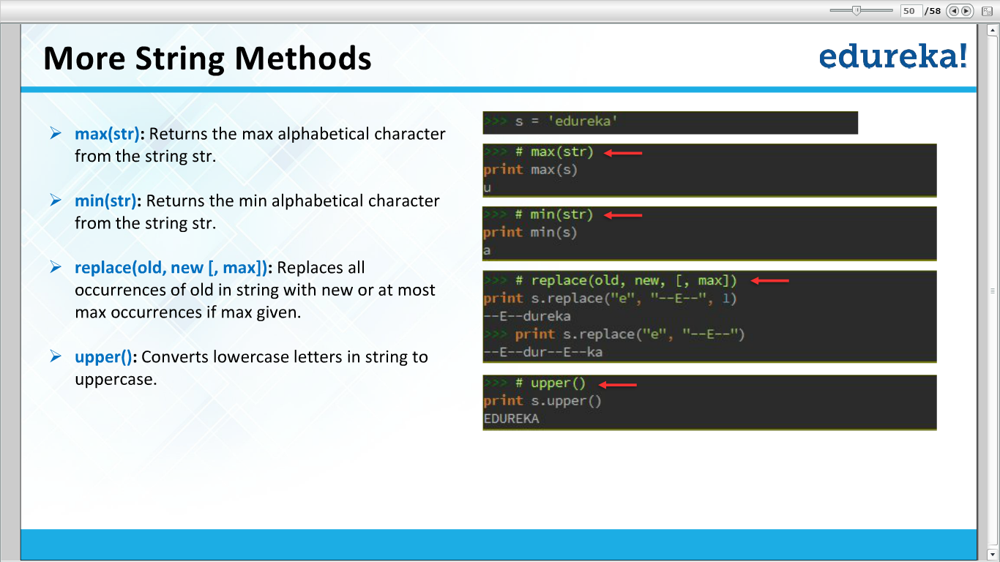 50 /58
More String Methods
edureka!
max(str): Returns the max alphabetical character
from the string str.
min(str): Returns the min alphabetical character
from the string str.
replace(old, new [, max]): Replaces all
occurrences of old in string with new or at most
max occurrences if max given.
upper(): Converts lowercase letters in string to
uppercase.
>>> s = 'edureka'
>>> # max(str)
print max(s)
u
>>> # min(str)
print min(s)
a
>>> # replace(old, new, [, max])
print s.replace("e", "--E--", 1)
--E--dureka
>>> print s.replace("e", "--E--")
--E--dur--E--ka
>>> # upper()
print s.upper()
EDUREKA